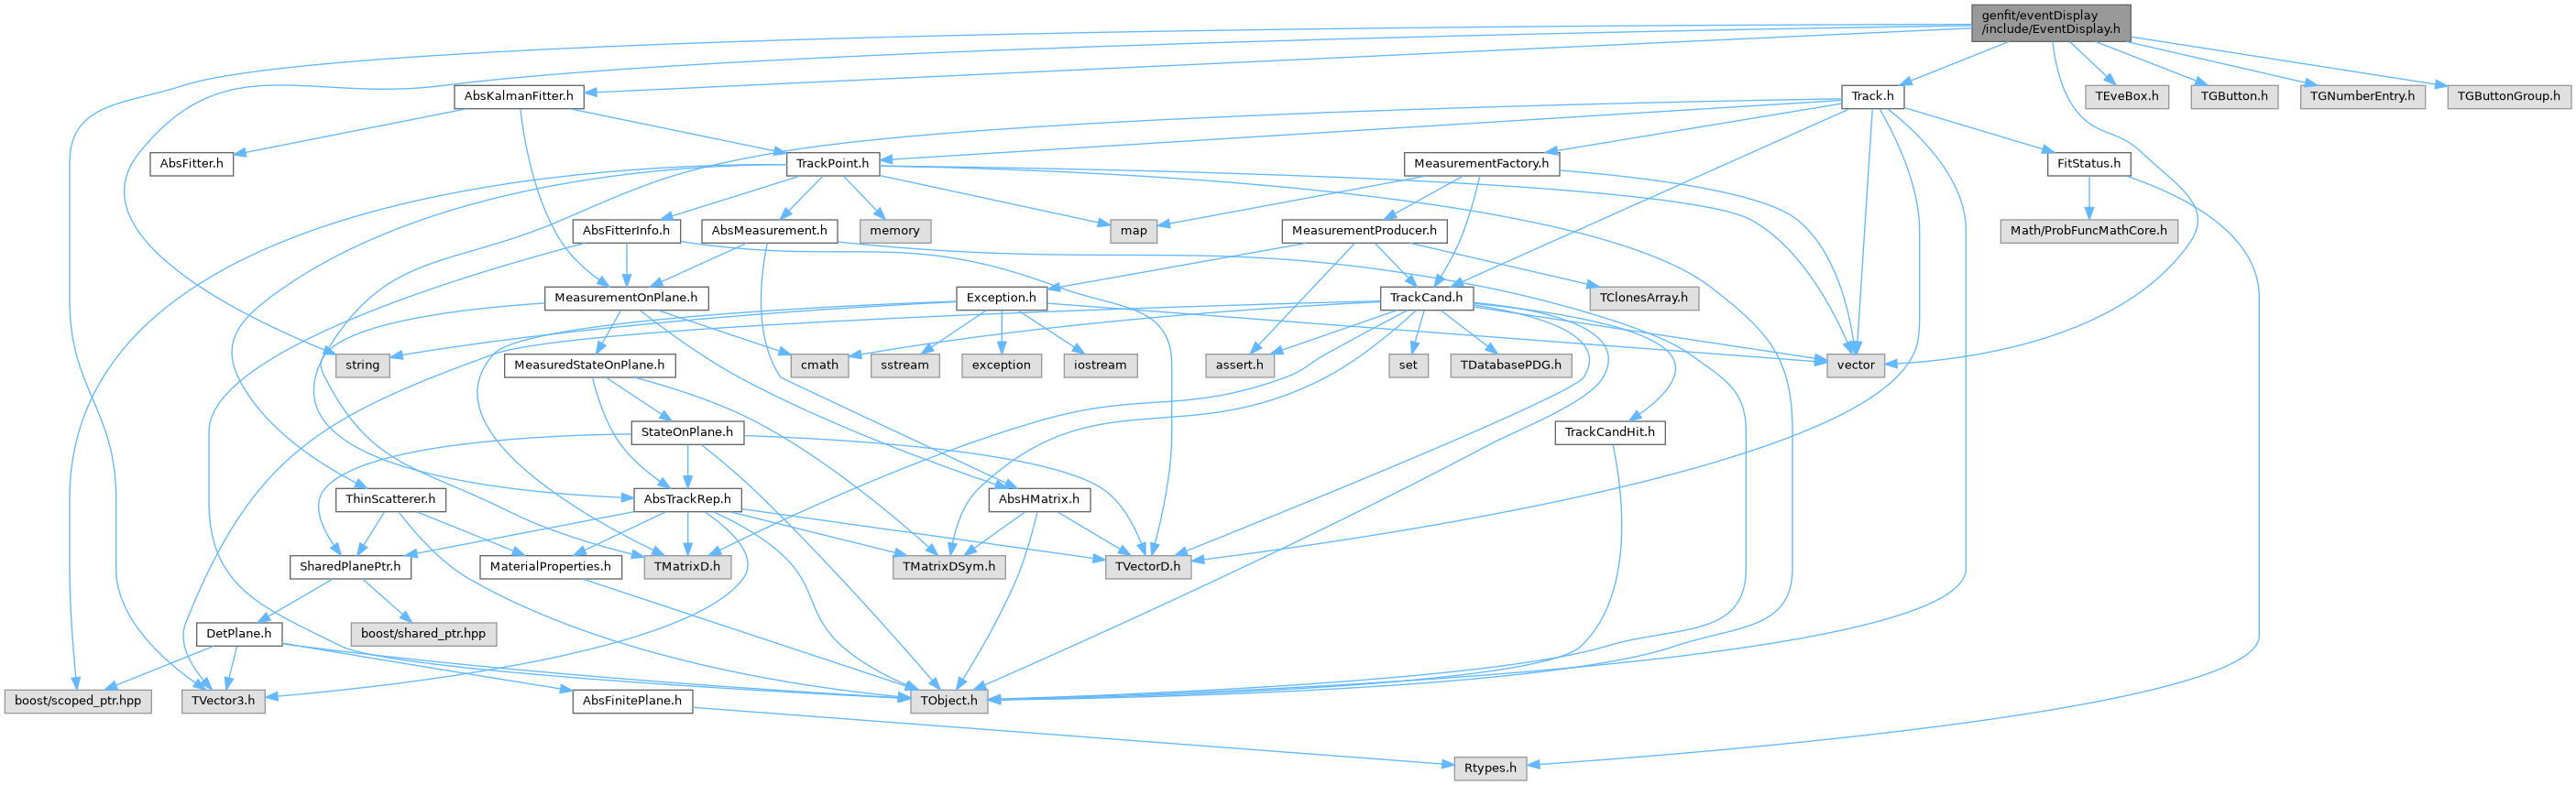 genfit/eventDisplay
/include/EventDisplay.h
AbsKalmanFitter.h
Track.h
TEveBox.h
TGButton.h
TGNumberEntry.h
TGButtonGroup.h
AbsFitter.h
TrackPoint.h
MeasurementFactory.h
FitStatus.h
AbsFitterInfo.h
AbsMeasurement.h
memory
map
MeasurementProducer.h
Math/ProbFuncMathCore.h
MeasurementOnPlane.h
Exception.h
TrackCand.h
TClonesArray.h
string
MeasuredStateOnPlane.h
cmath
sstream
exception
iostream
assert.h
set
TDatabasePDG.h
vector
StateOnPlane.h
TrackCandHit.h
ThinScatterer.h
AbsTrackRep.h
AbsHMatrix.h
SharedPlanePtr.h
MaterialProperties.h
TMatrixD.h
TMatrixDSym.h
TVectorD.h
DetPlane.h
boost/shared_ptr.hpp
boost/scoped_ptr.hpp
TVector3.h
AbsFinitePlane.h
TObject.h
Rtypes.h